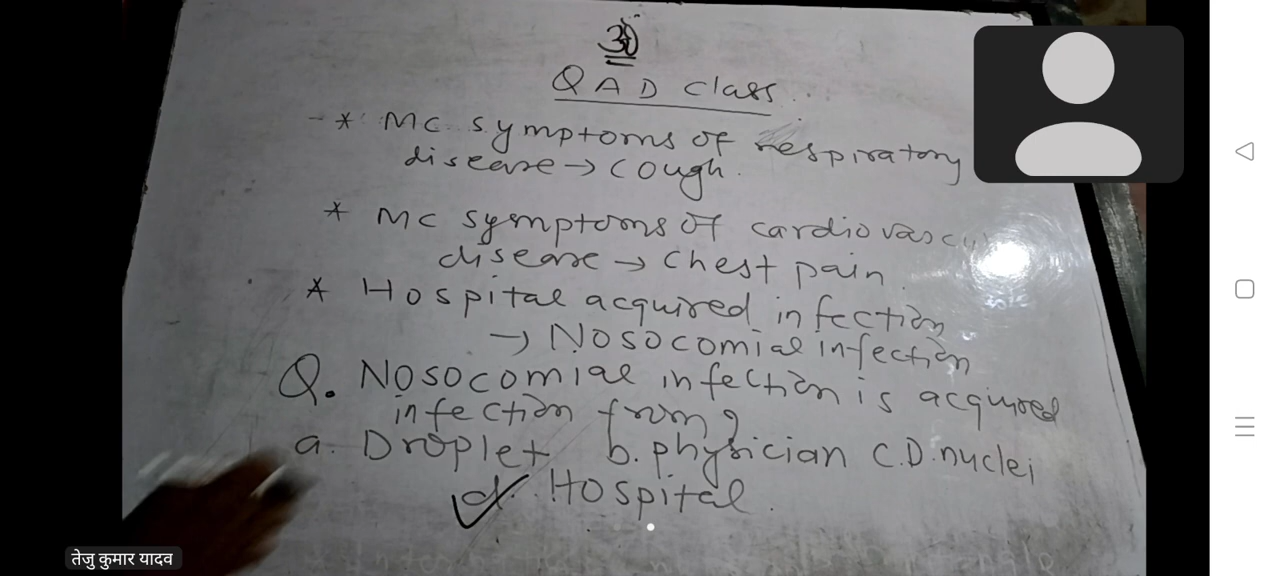 QAD class
* Mc symptoms of respiratory
disease → cough.
* Mc symptoms of cardiovascu
disease → chest pain.
* Hospital acquired infection
→ Nosocomial infection
Q. Nosocomial infection is acquired
infection from?
a. Droplet b. physician C.D. nuclei
d. Hospital.
तेजु कुमार यादव